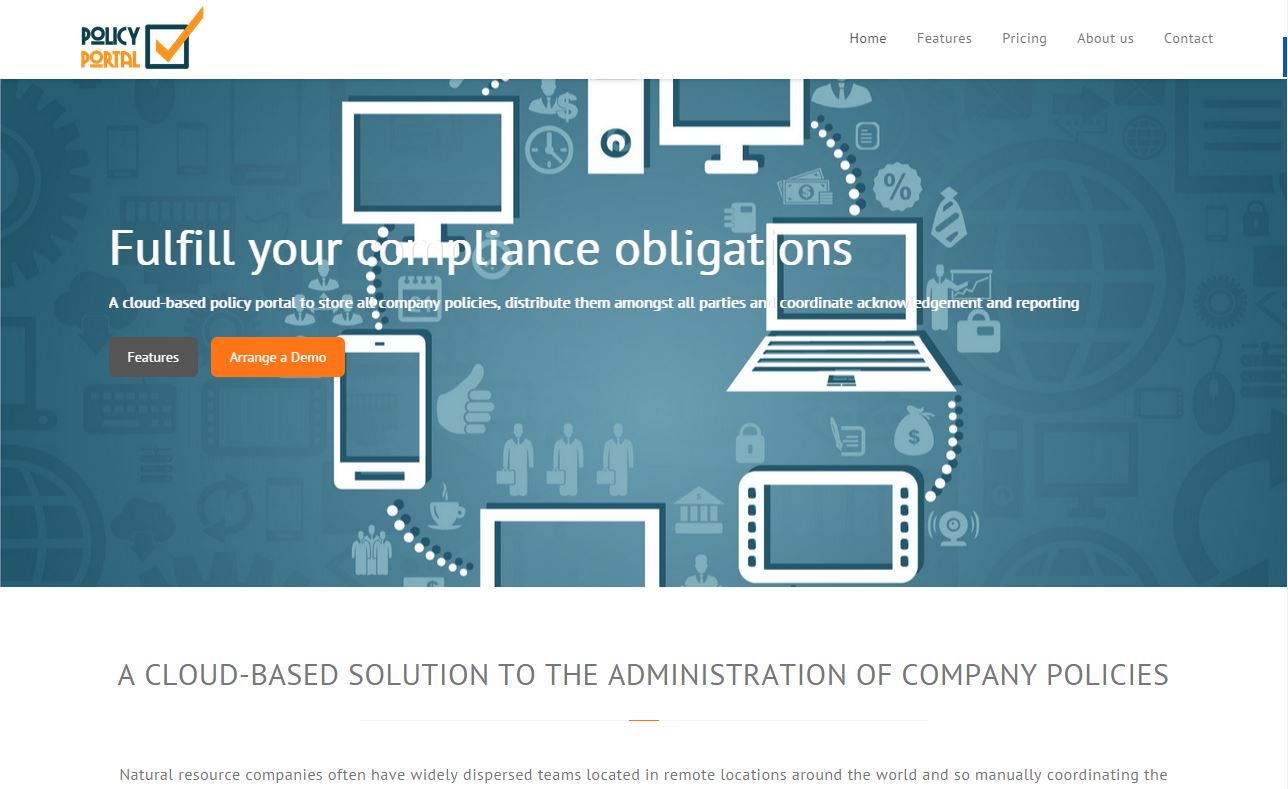 POLICY
PORTAL
Home Features Pricing About us Contact
Fulfill your compliance obligations
A cloud-based policy portal to store all company policies, distribute them amongst all parties and coordinate acknowledgement and reporting
Features Arrange a Demo
A CLOUD-BASED SOLUTION TO THE ADMINISTRATION OF COMPANY POLICIES
Natural resource companies often have widely dispersed teams located in remote locations around the world and so manually coordinating the